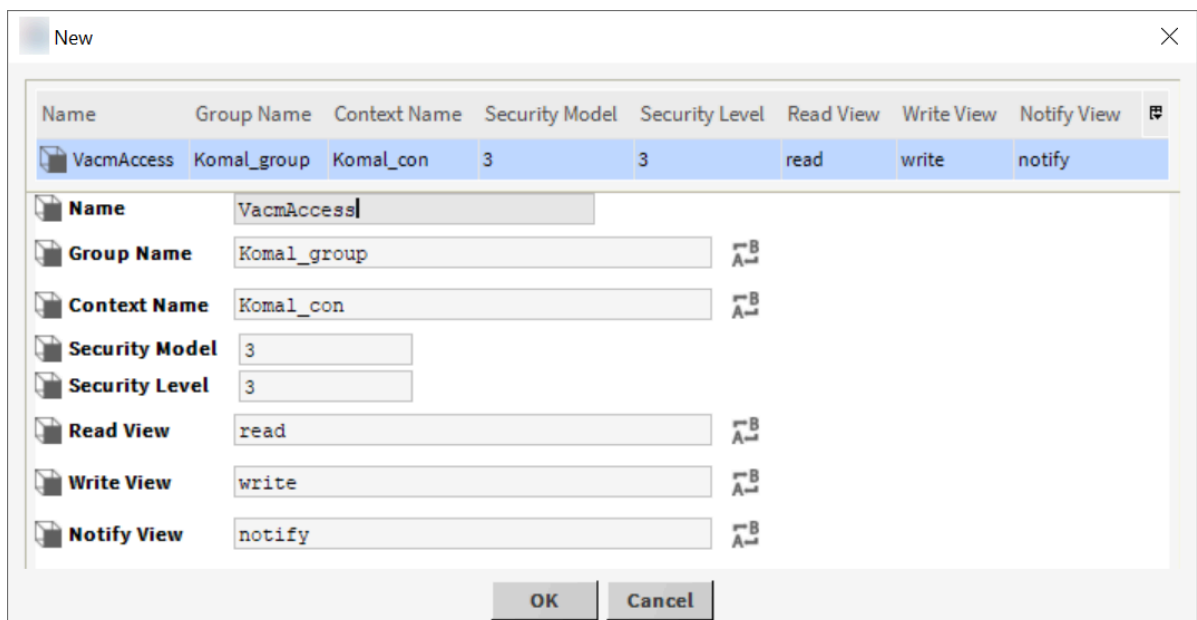 New
Name Group Name Context Name Security Model Security Level Read View Write View Notify View
VacmAccess Komal_group Komal_con 3 3 read write notify
Name VacmAccess
Group Name Komal_group
Context Name Komal_con
Security Model 3
Security Level 3
Read View read
Write View write
Notify View notify
OK Cancel